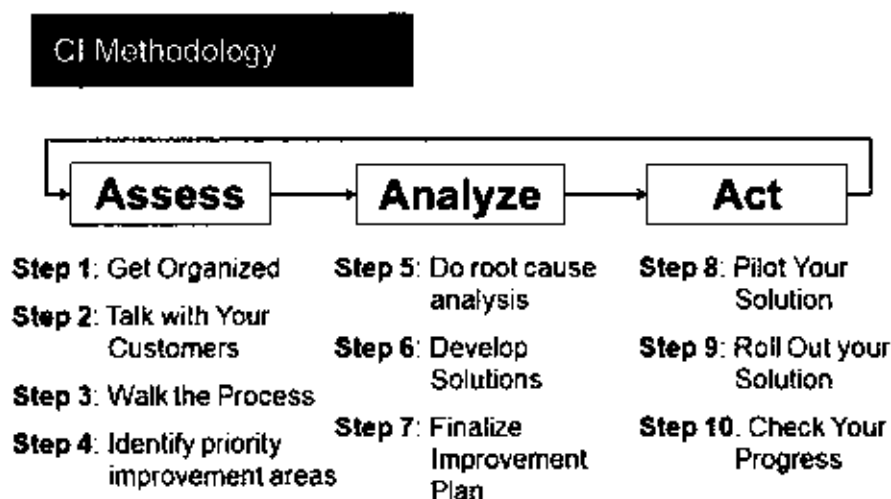 CI Methodology
Assess
Analyze
Act
Step 1: Get Organized
Step 2: Talk with Your
Customers
Step 3: Walk the Process
Step 4: Identify priority
improvement areas
Step 5: Do root cause
analysis
Step 6: Develop
Solutions
Step 7: Finalize
Improvement
Plan
Step 8: Pilot Your
Solution
Step 9: Roll Out your
Solution
Step 10. Check Your
Progress